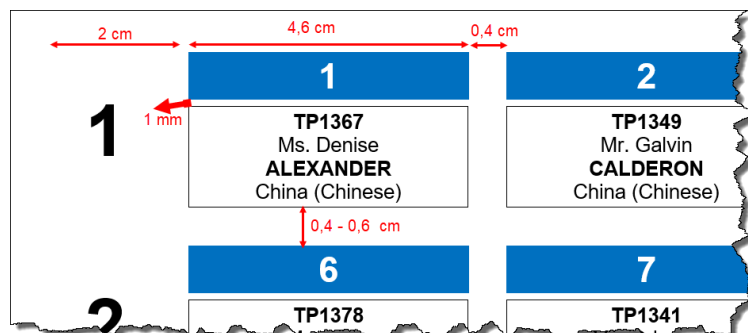 2 cm
4,6 cm
0,4 cm
1
2
1
1 mm
TP1367
Ms. Denise
ALEXANDER
China (Chinese)
TP1349
Mr. Galvin
CALDERON
China (Chinese)
0,4 - 0,6 cm
6
7
2
TP1378
TP1341